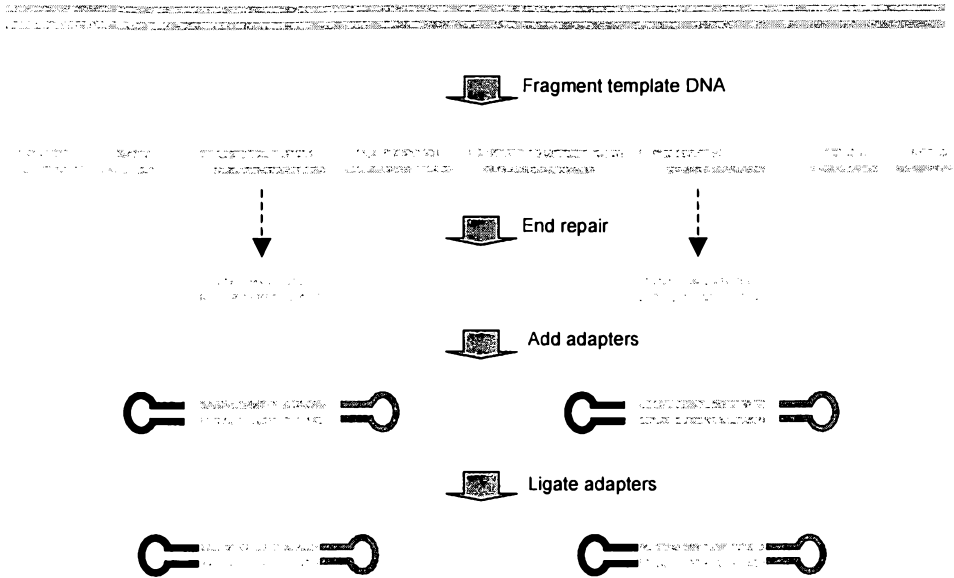 Fragment template DNA
End repair
Add adapters
Ligate adapters